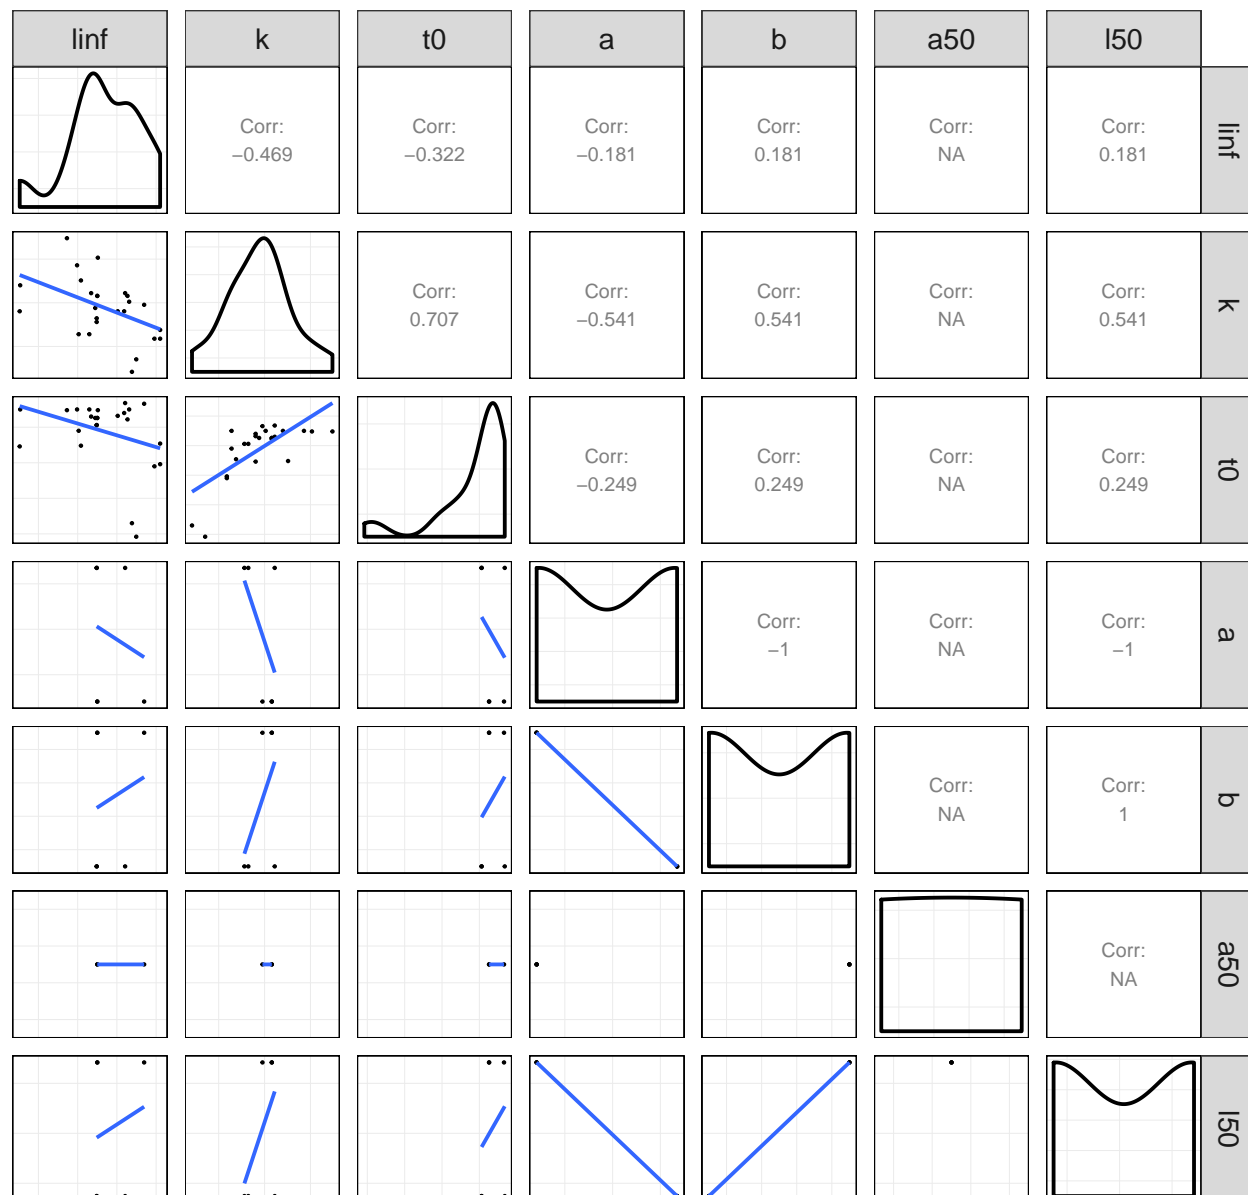 linf k t0 a b a50 l50
Corr: Corr: Corr: Corr: Corr: Corr:
−0.469 −0.322 −0.181 0.181 NA 0.181
linf
Corr: Corr: Corr: Corr: Corr:
0.707 −0.541 0.541 NA 0.541
k
Corr: Corr: Corr: Corr:
−0.249 0.249 NA 0.249
t0
Corr: Corr: Corr:
−1 NA −1
a
Corr: Corr:
NA 1
b
Corr:
NA
a50
l50